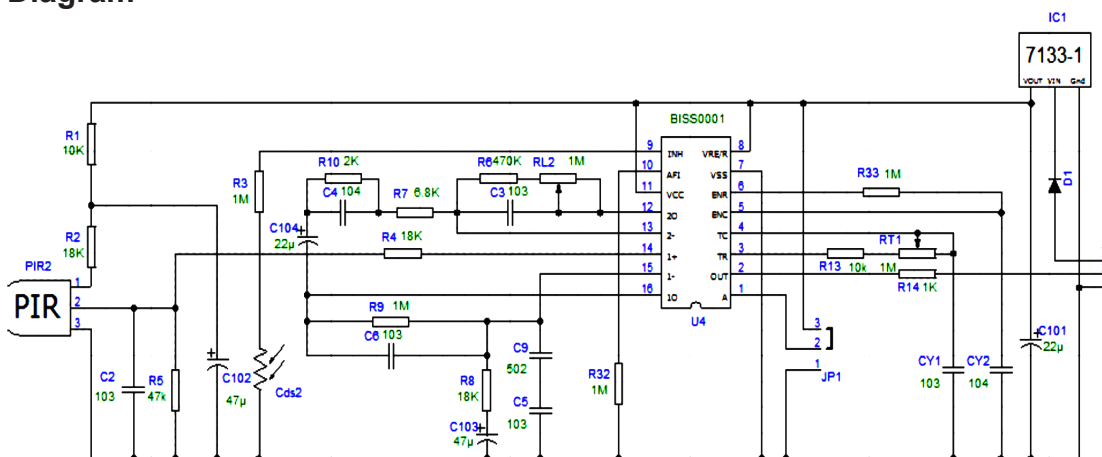 Diagram
IC1
7133-1
VOUT VIN Gnd
R1
10K
R2
18K
PIR2
PIR
1
2
3
C2
103
R5
47k
C102
47µ
R3
1M
Cds2
R10 2K
C4 104
C104
22µ
R7 6.8K
R6 470K
RL2 1M
C3 103
R4 18K
R9 1M
C6 103
R8
18K
C103
47µ
C9
502
C5
103
R32
1M
BISS0001
9 INH VRE/R 8
10 AFI VSS 7
11 VCC ENR 6
12 2O ENC 5
13 2- TC 4
14 1+ TR 3
15 1- OUT 2
16 1O A 1
U4
R33 1M
RT1
R13 10k 1M
R14 1K
3
2
1
JP1
CY1
103
CY2
104
C101
22µ
D1